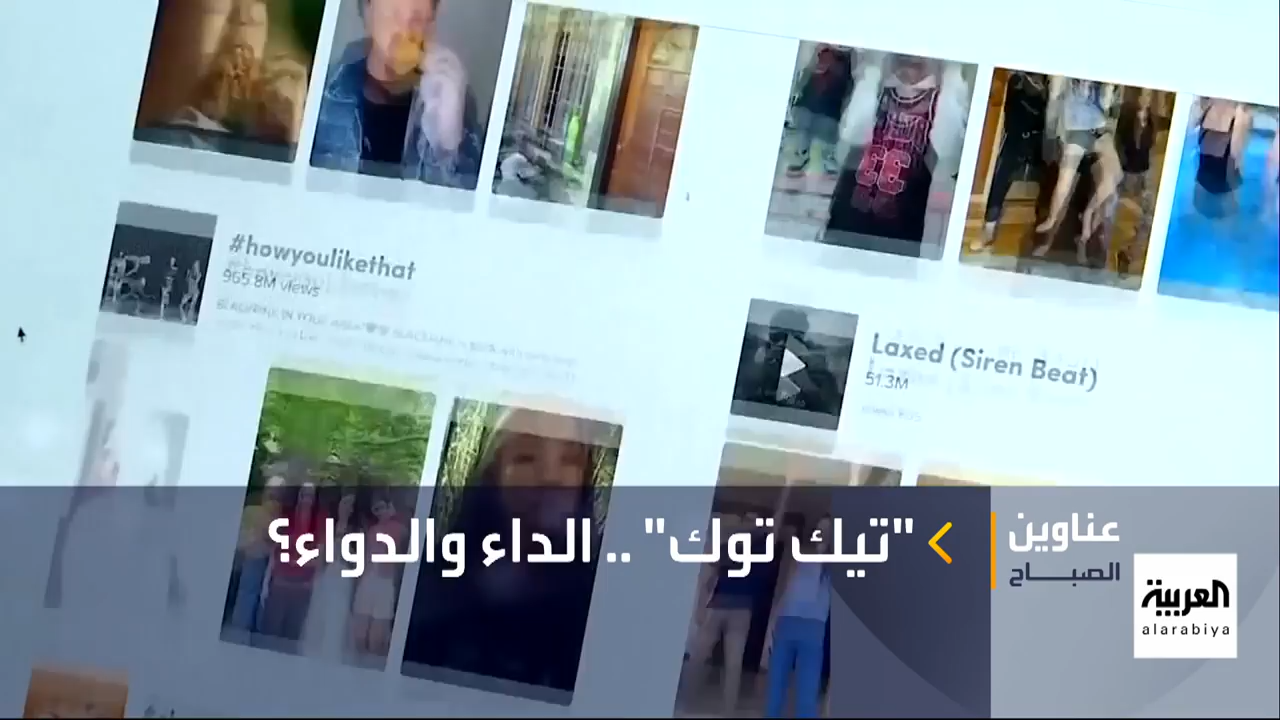 #howyoulikethat
965.8M views
Laxed (Siren Beat)
51.3M
"تيك توك" .. الداء والدواء؟
عناوين
الصباح
العربية
alarabiya